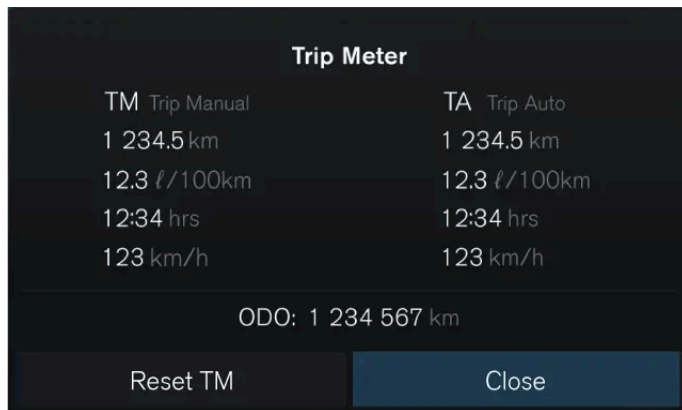 Trip Meter
TM Trip Manual TA Trip Auto
1 234.5 km 1 234.5 km
12.3 ℓ/100km 12.3 ℓ/100km
12:34 hrs 12:34 hrs
123 km/h 123 km/h
ODO: 1 234 567 km
Reset TM Close